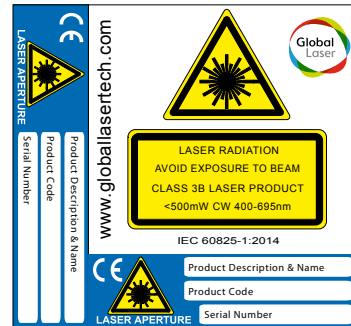 LASER APERTURE
CE
Product Description & Name
Product Code
Serial Number
www.globallasertech.com
Global
Laser
LASER RADIATION
AVOID EXPOSURE TO BEAM
CLASS 3B LASER PRODUCT
<500mW CW 400-695nm
IEC 60825-1:2014
CE
LASER APERTURE
Product Description & Name
Product Code
Serial Number